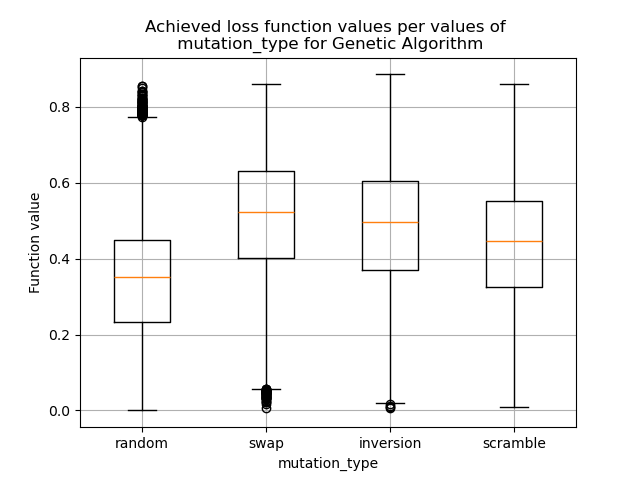 Achieved loss function values per values of
mutation_type for Genetic Algorithm
Function value
0.8
0.6
0.4
0.2
0.0
random swap inversion scramble
mutation_type